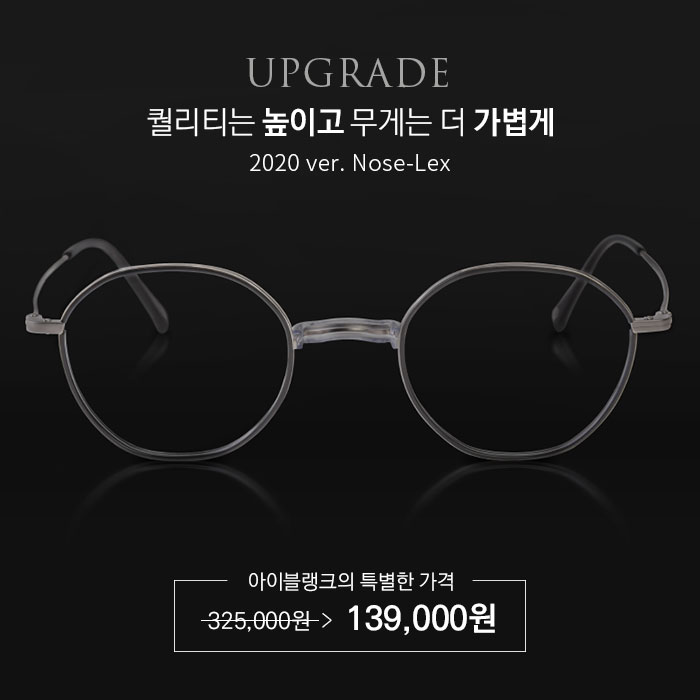 UPGRADE
퀄리티는 높이고 무게는 더 가볍게
2020 ver. Nose-Lex
아이블랭크의 특별한 가격
325,000원 > 139,000원